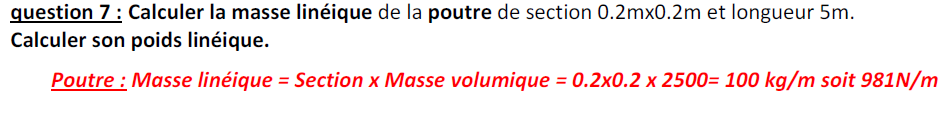 question 7 : Calculer la masse linéique de la poutre de section 0.2mx0.2m et longueur 5m.
Calculer son poids linéique.
Poutre : Masse linéique = Section x Masse volumique = 0.2x0.2 x 2500= 100 kg/m soit 981N/m